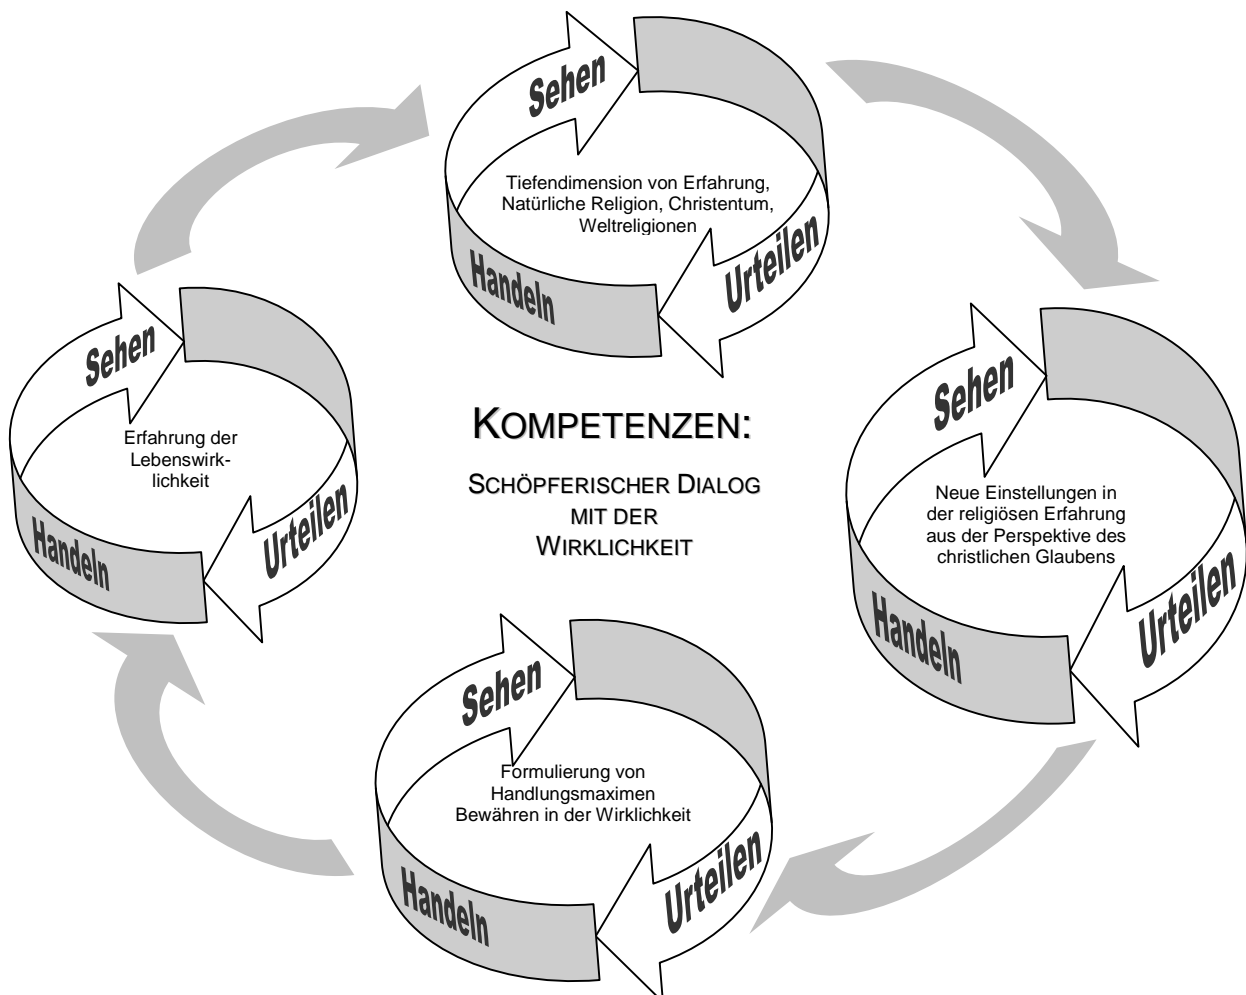 Sehen
Tiefendimension von Erfahrung,
Natürliche Religion, Christentum,
Weltreligionen
Handeln
Urteilen
Sehen
Erfahrung der
Lebenswirk-
lichkeit
Handeln
Urteilen
KOMPETENZEN:
SCHÖPFERISCHER DIALOG
MIT DER
WIRKLICHKEIT
Sehen
Neue Einstellungen in
der religiösen Erfahrung
aus der Perspektive des
christlichen Glaubens
Handeln
Urteilen
Sehen
Formulierung von
Handlungsmaximen
Bewähren in der Wirklichkeit
Handeln
Urteilen